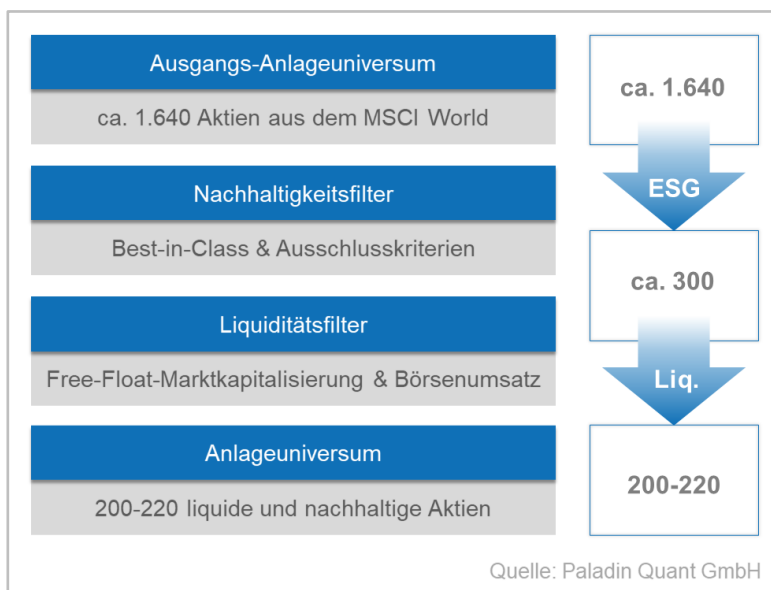 Ausgangs-Anlageuniversum
ca. 1.640 Aktien aus dem MSCI World
Nachhaltigkeitsfilter
Best-in-Class & Ausschlusskriterien
Liquiditätsfilter
Free-Float-Marktkapitalisierung & Börsenumsatz
Anlageuniversum
200-220 liquide und nachhaltige Aktien
ca. 1.640
ESG
ca. 300
Liq.
200-220
Quelle: Paladin Quant GmbH